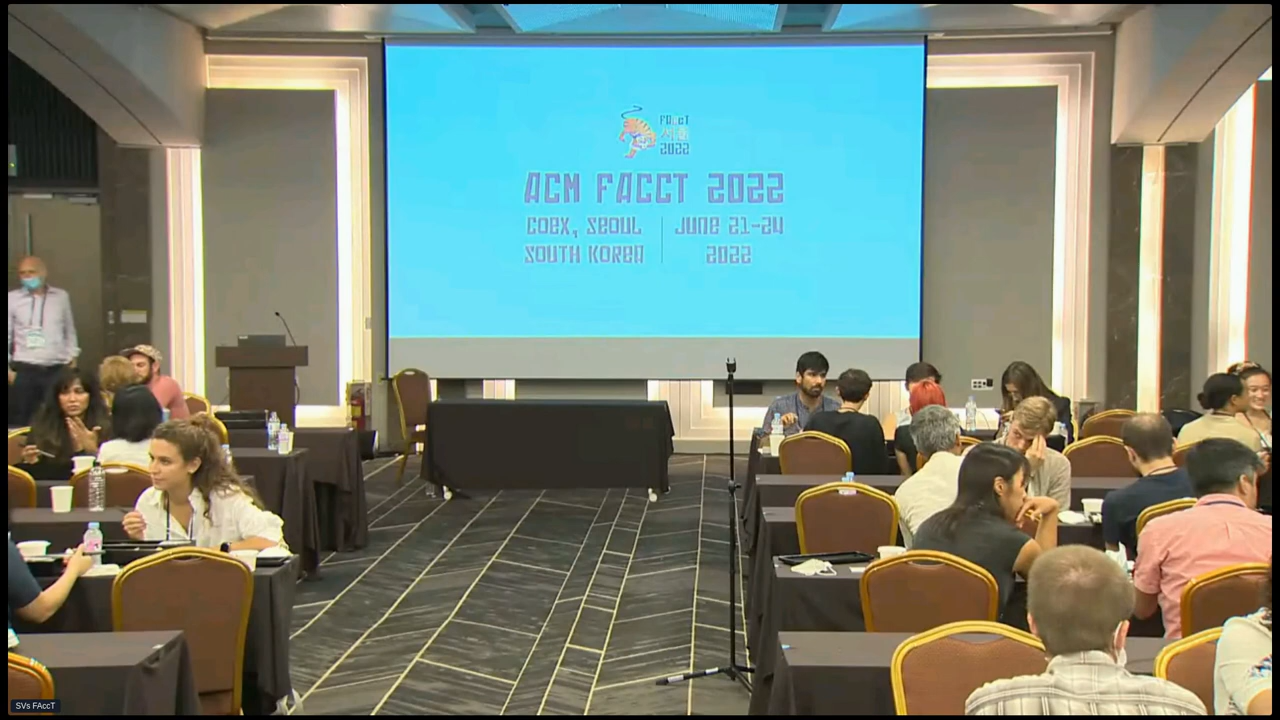 FAccT
서울
2022
ACM FACCT 2022
COEX, SEOUL
SOUTH KOREA
JUNE 21-24
2022
SVs FAccT